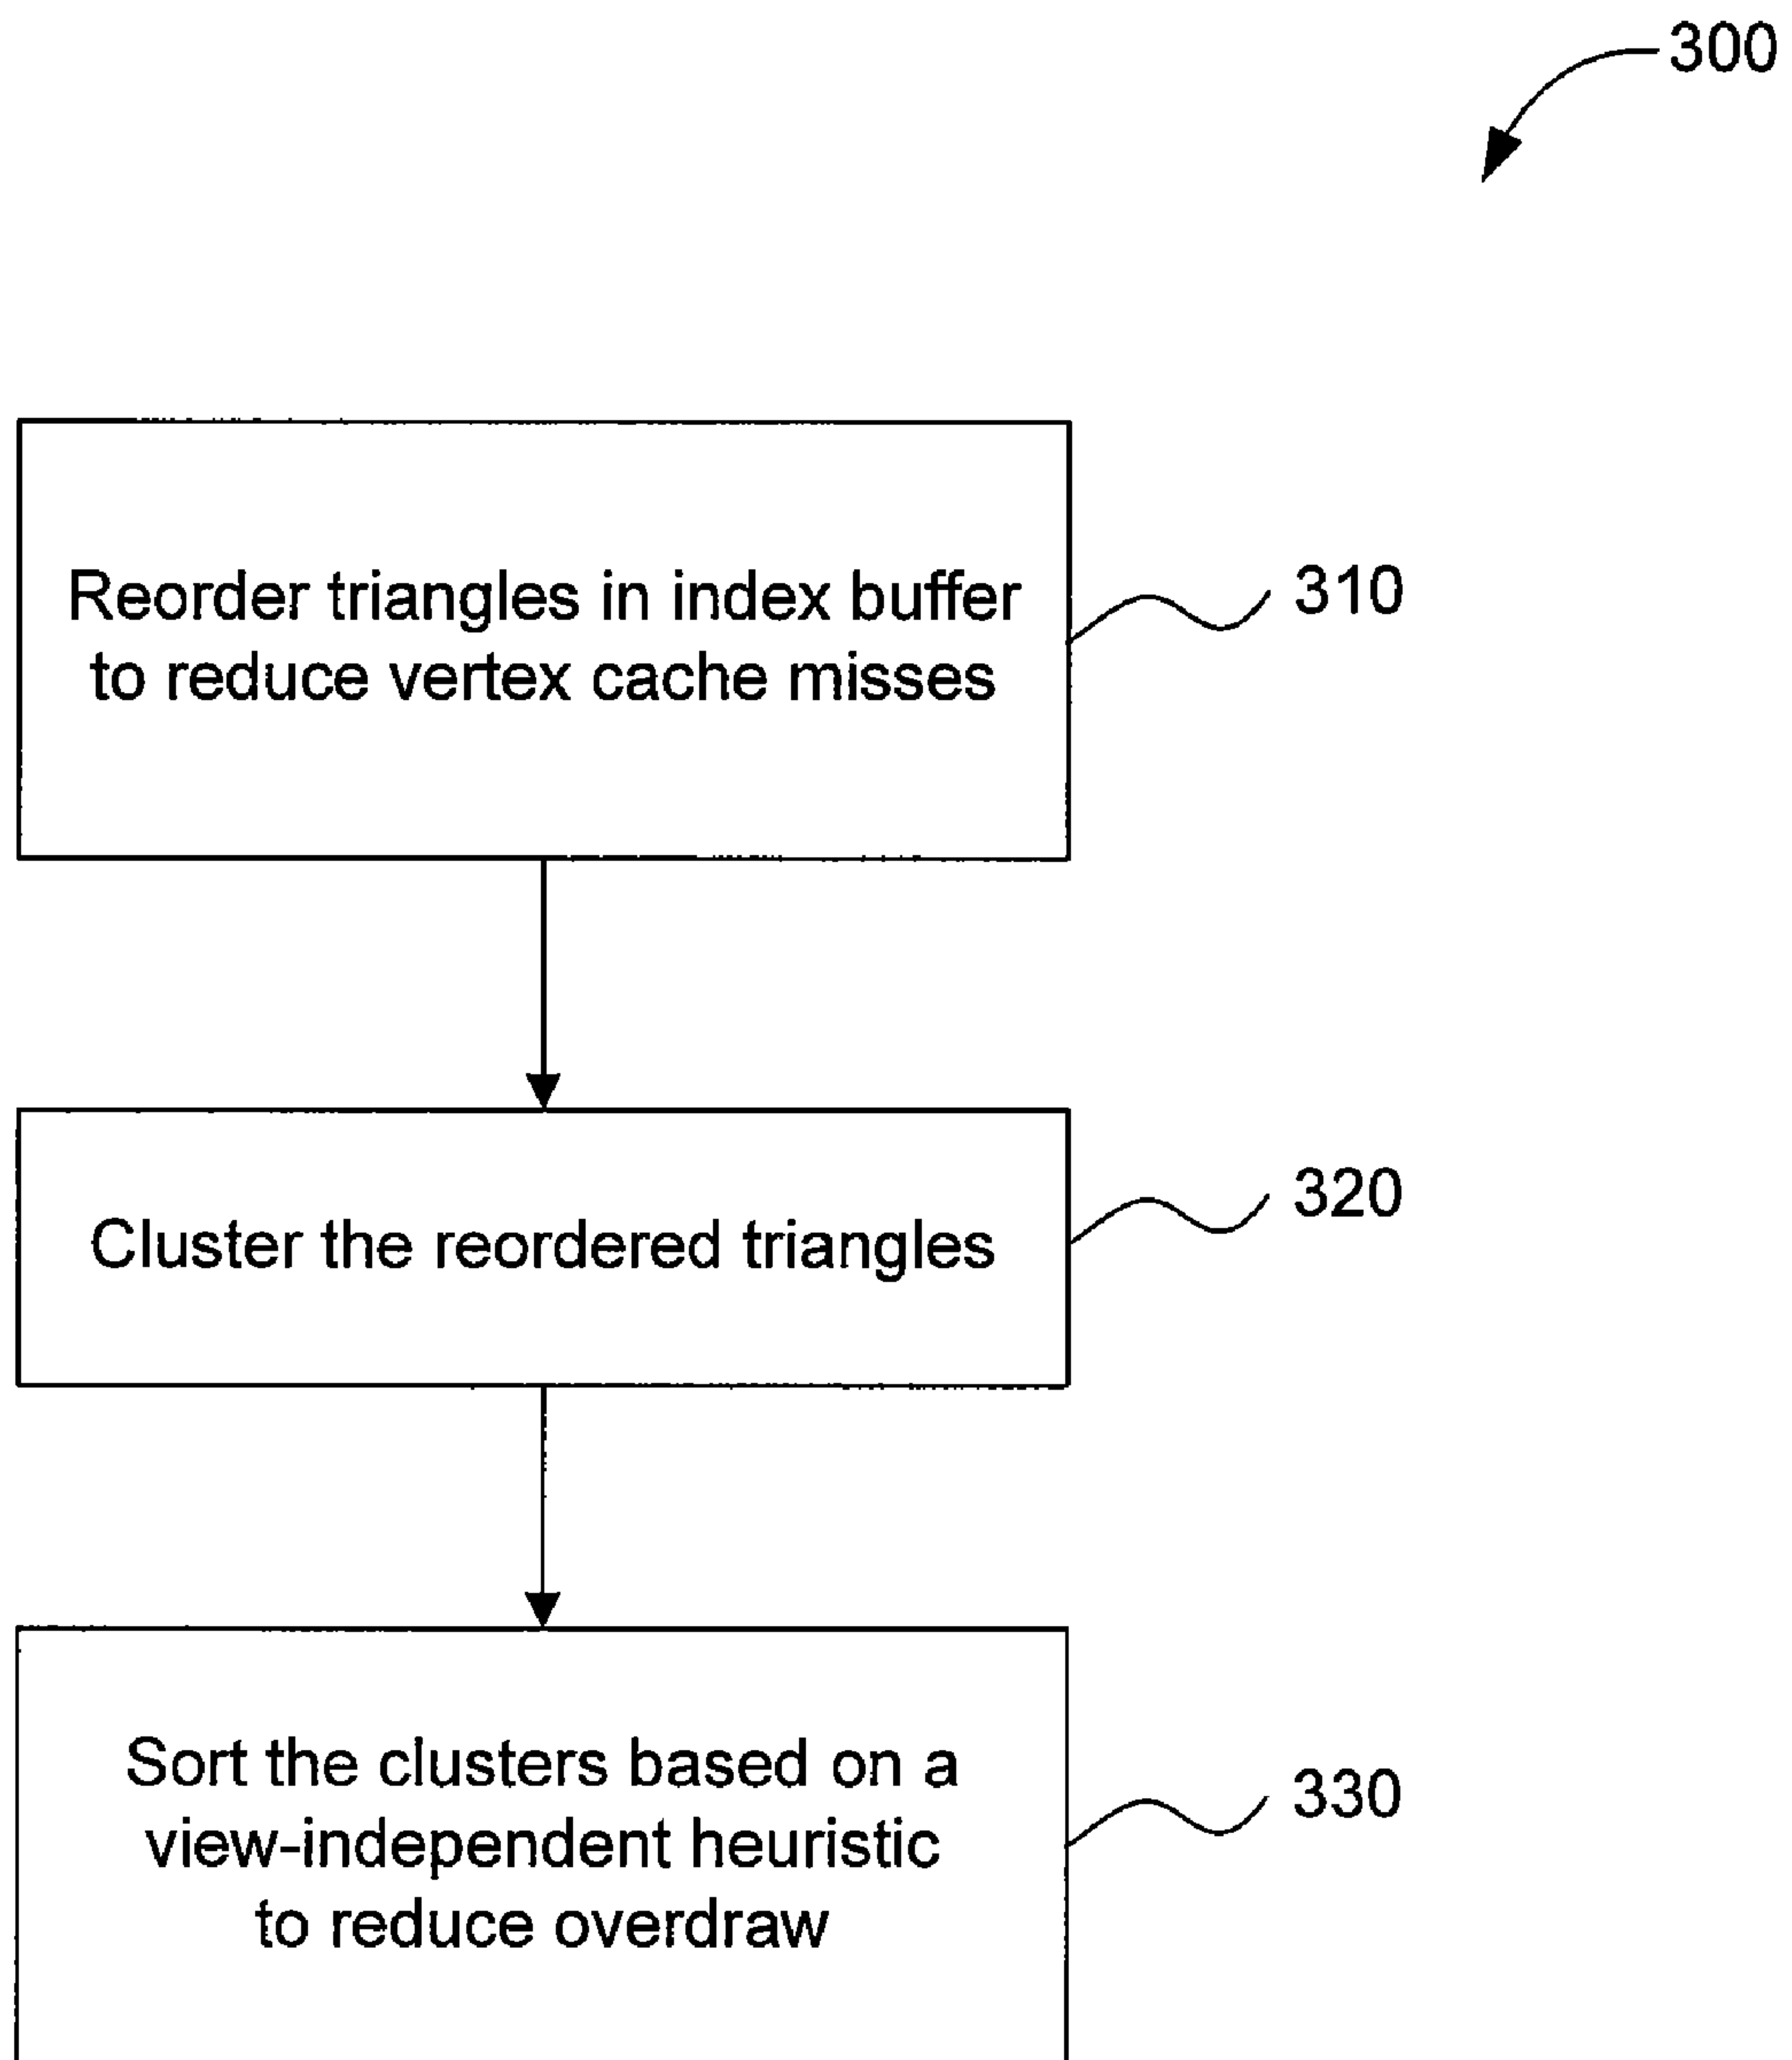 300
Reorder triangles in index buffer
to reduce vertex cache misses
310
Cluster the reordered triangles
320
Sort the clusters based on a
view-independent heuristic
to reduce overdraw
330